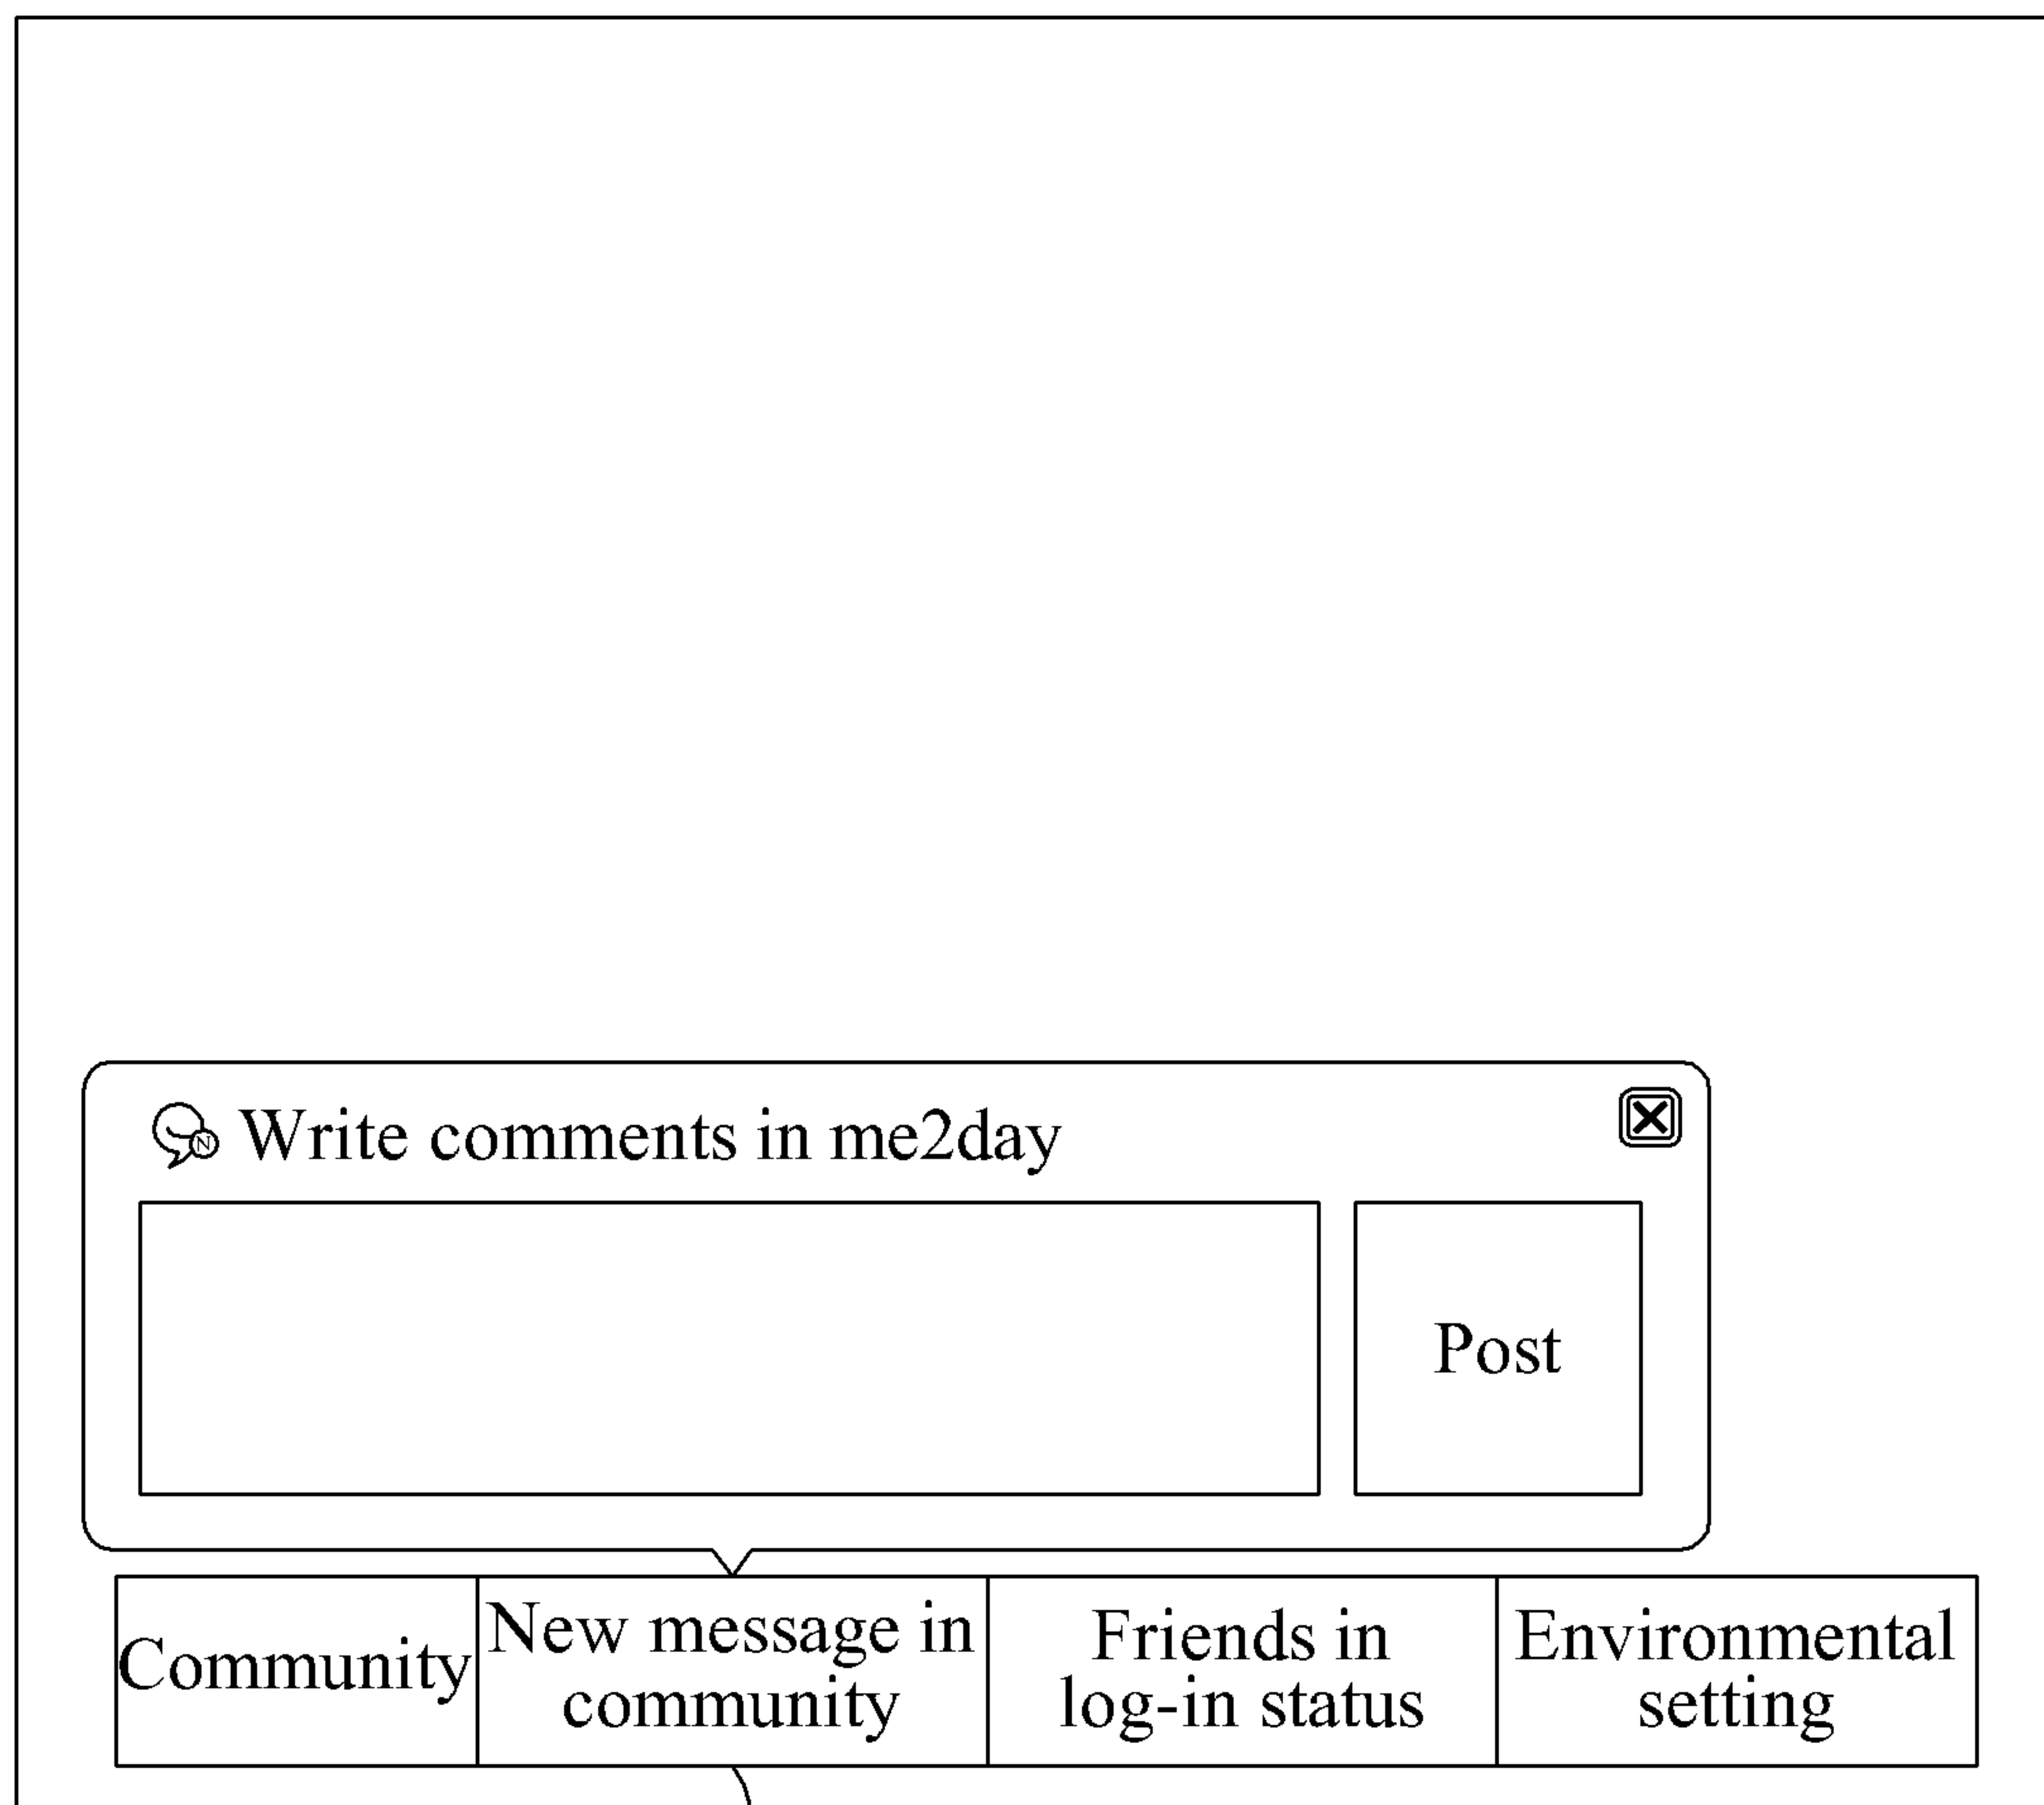 N Write comments in me2day
Post
Community
New message in
community
Friends in
log-in status
Environmental
setting